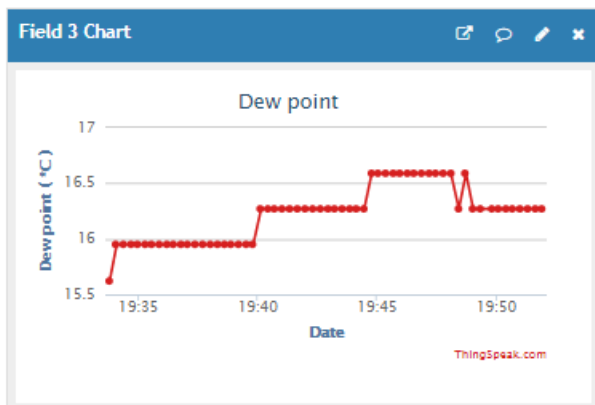 Field 3 Chart
Dew point
17
16.5
16
15.5
Dewpoint ( °C )
19:35 19:40 19:45 19:50
Date
ThingSpeak.com